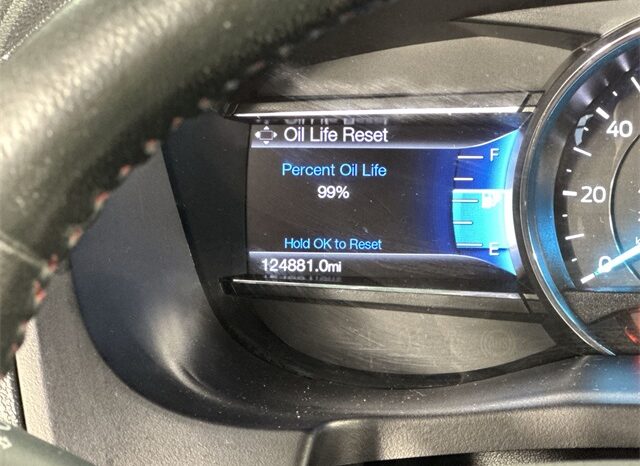 Oil Life Reset
Percent Oil Life
99%
Hold OK to Reset
124881.0mi
F
E
40
20
0